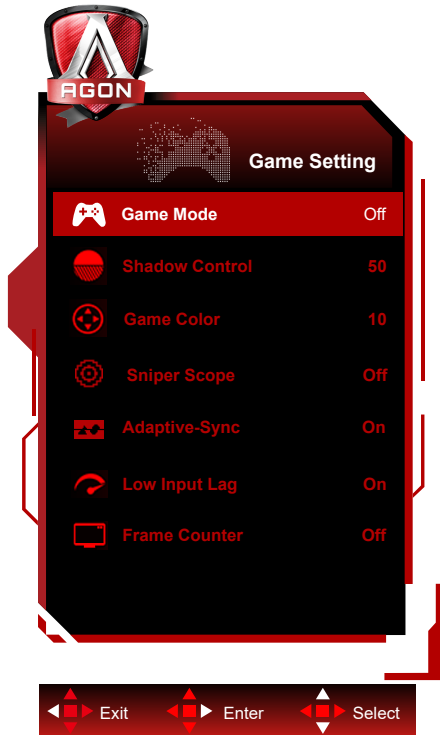 AGON
Game Setting
Game Mode Off
Shadow Control 50
Game Color 10
Sniper Scope Off
Adaptive-Sync On
Low Input Lag On
Frame Counter Off
Exit Enter Select